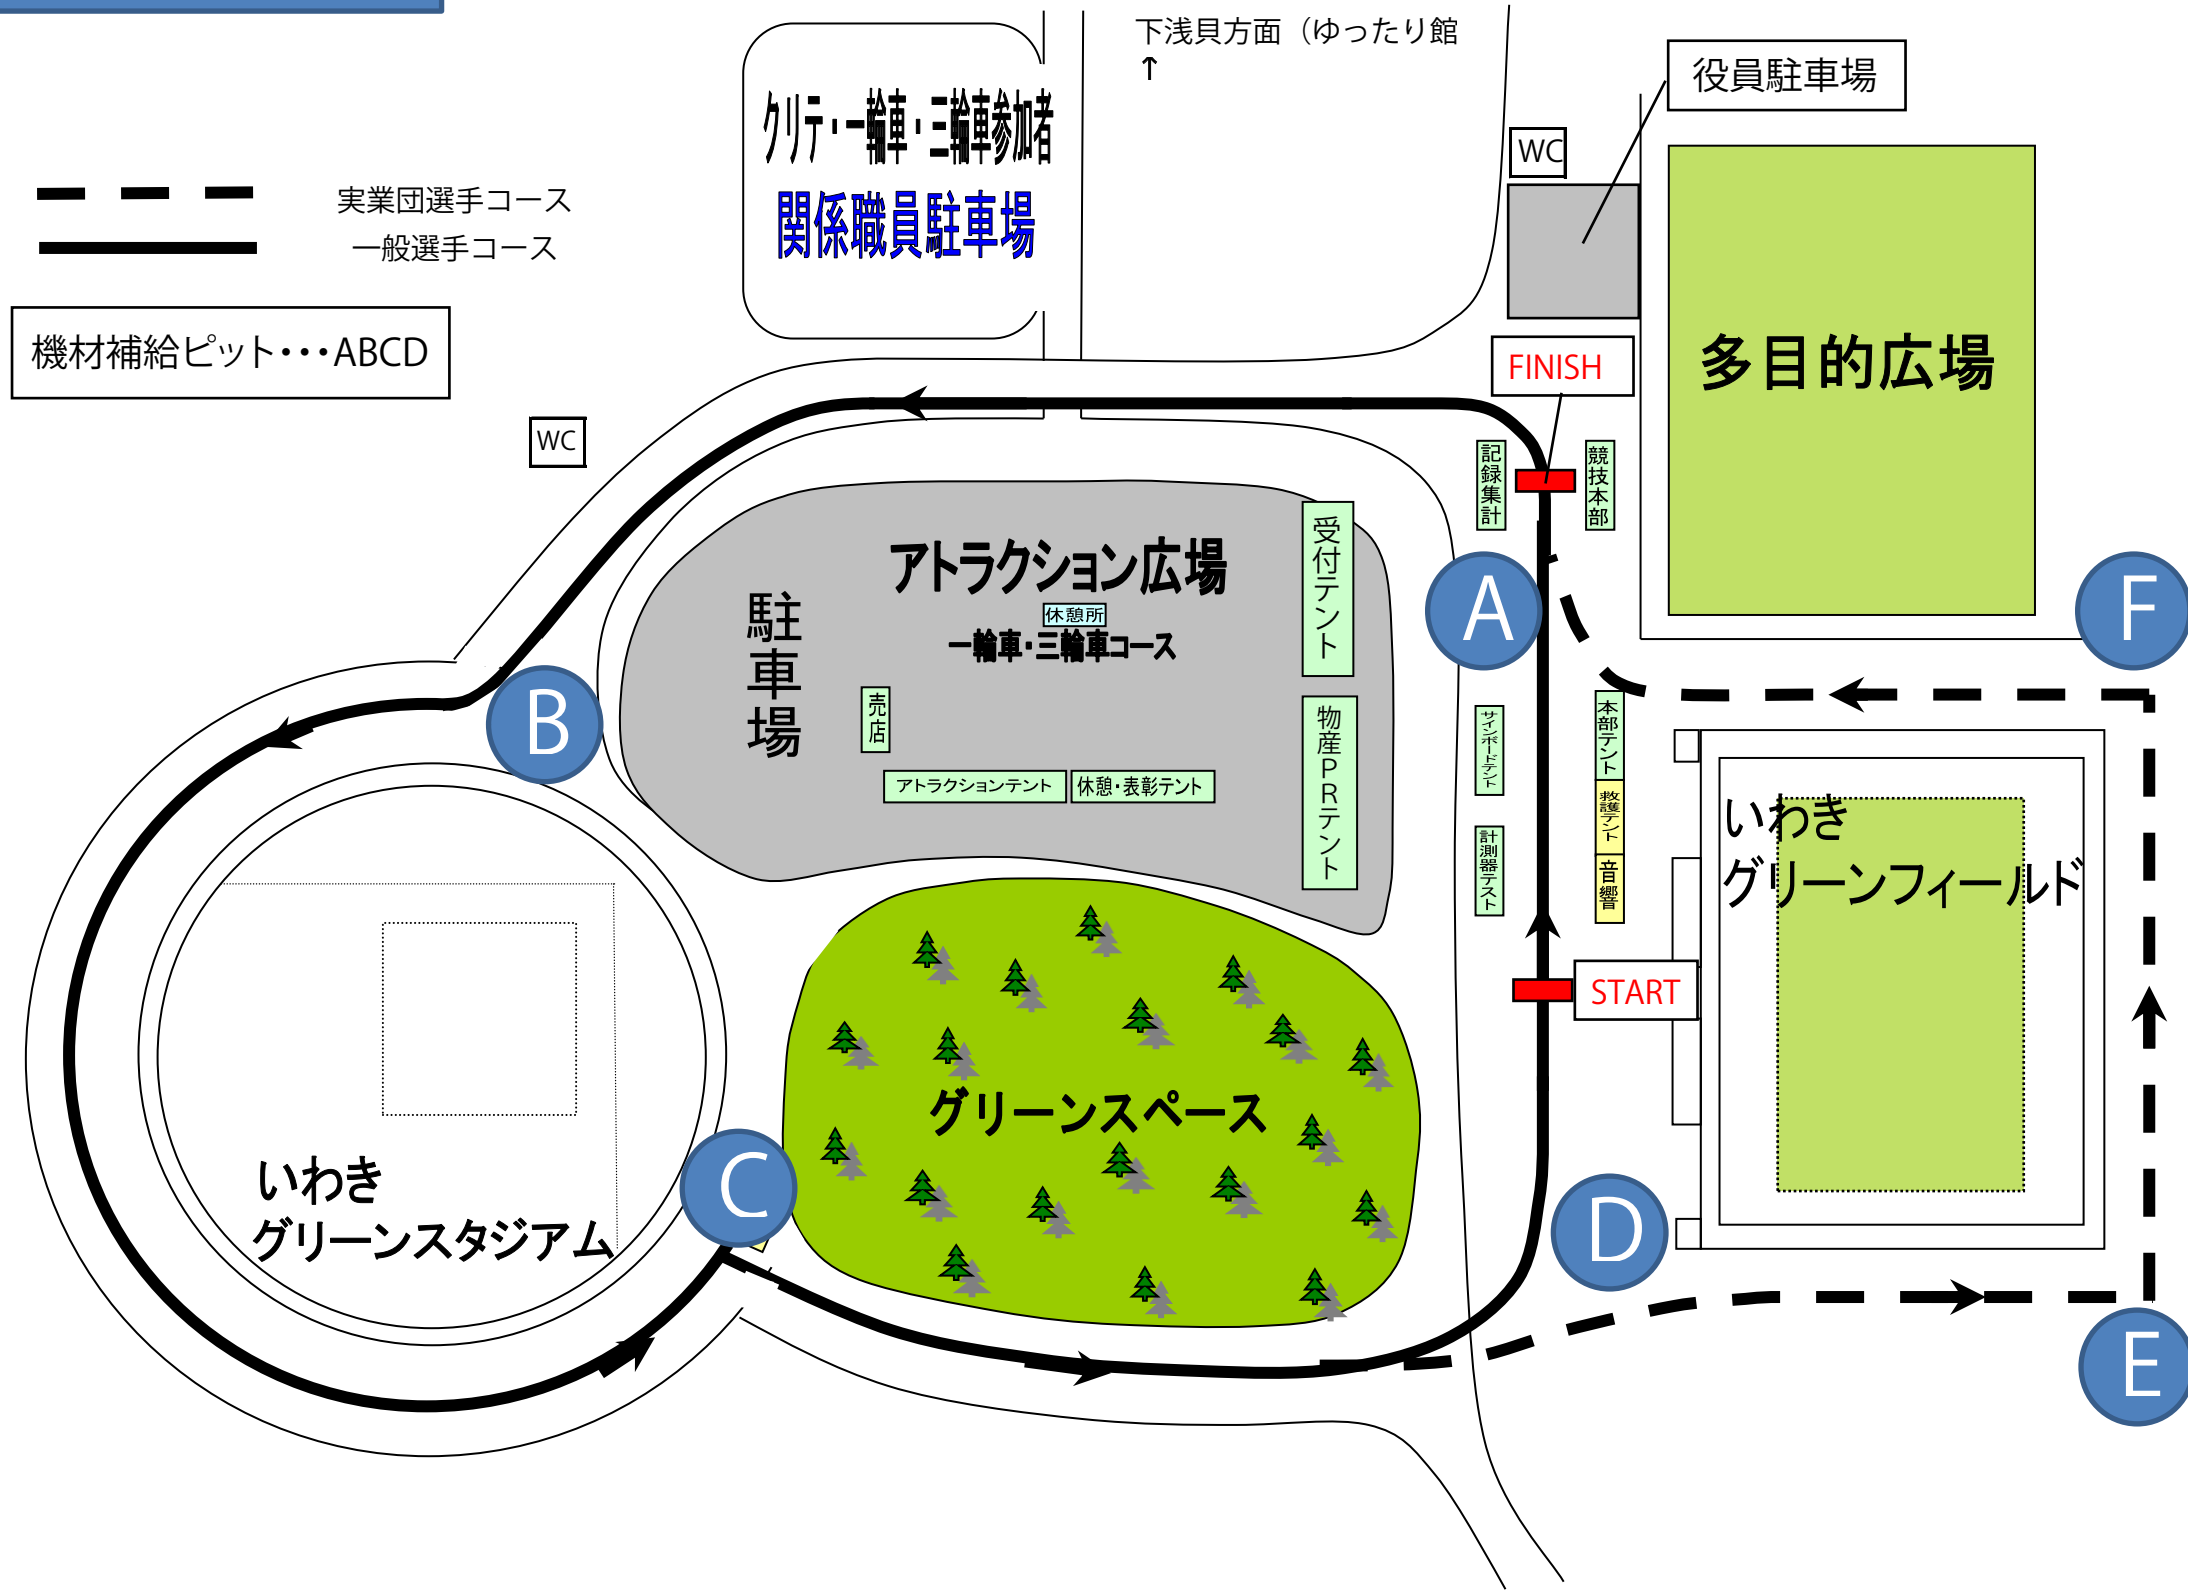 下浅貝方面（ゆったり館
↑
役員駐車場
クリテ・一輪車・三輪車参加者
関係職員駐車場
WC
実業団選手コース
一般選手コース
機材補給ピット・・・ABCD
FINISH
多目的広場
WC
記録集計
競技本部
受付テント
アトラクション広場
休憩所
一輪車・三輪車コース
駐車場
A
F
B
売店
物産PRテント
サインボードテント
本部テント
アトラクションテント
休憩・表彰テント
救護テント
いわき
グリーンフィールド
計測器テスト
音響
START
グリーンスペース
C
いわき
グリーンスタジアム
D
E